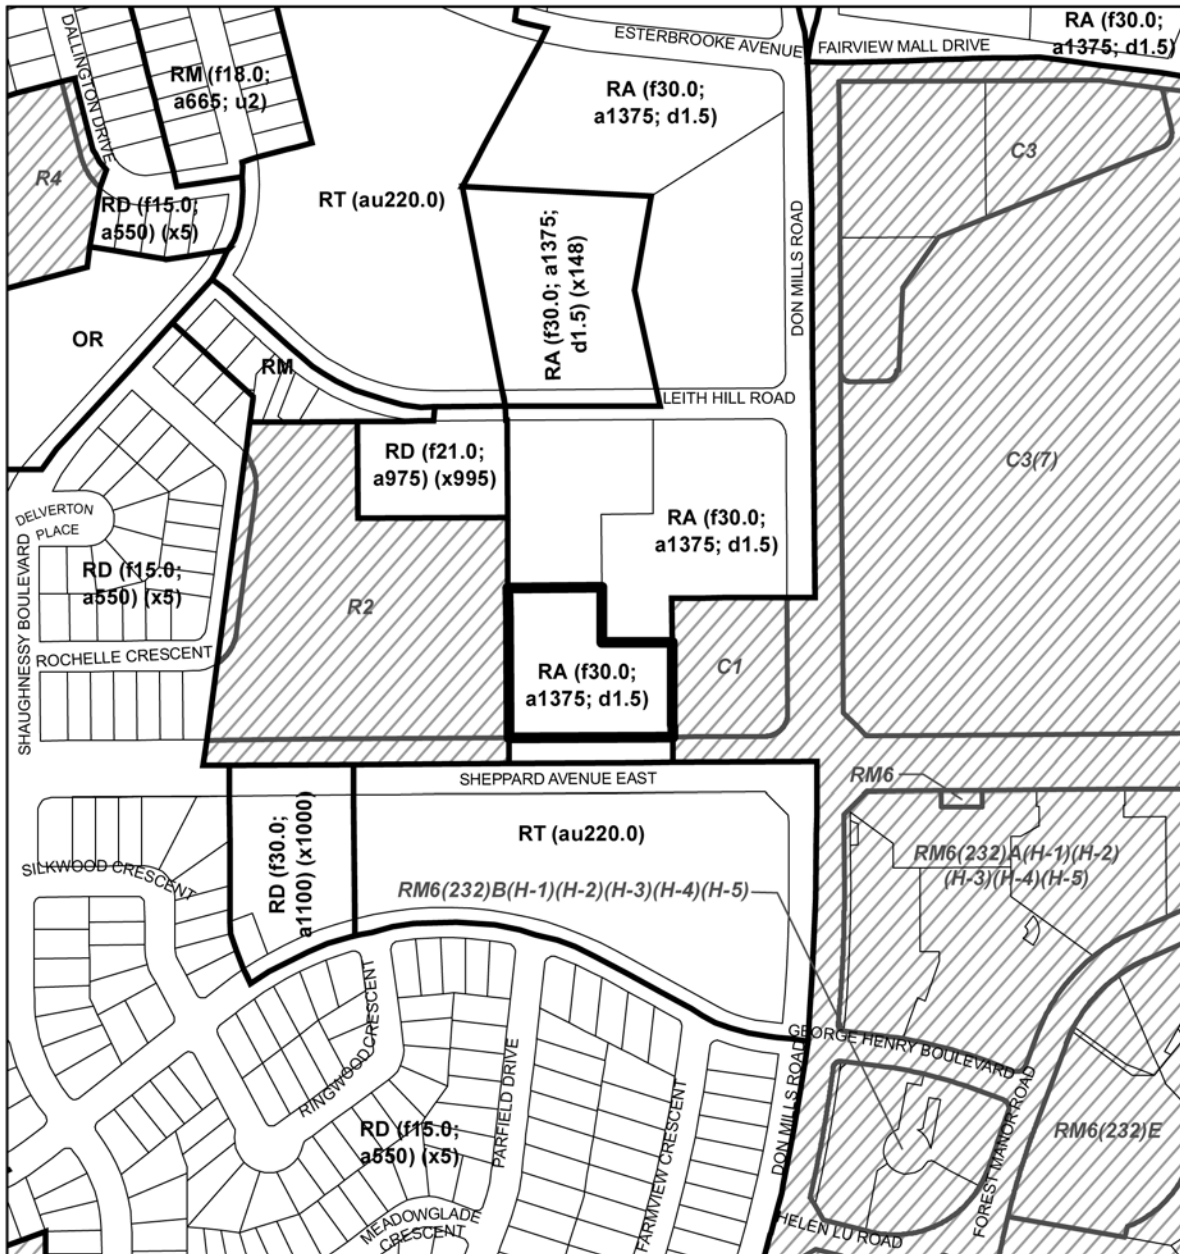 ESTERBROOKE AVENUE
FAIRVIEW MALL DRIVE
RA (f30.0;
a1375; d1.5)
DALLINGTON DRIVE
RM (f18.0;
a665; u2)
RA (f30.0;
a1375; d1.5)
C3
R4
RD (f15.0;
a550) (x5)
RT (au220.0)
RA (f30.0; a1375;
d1.5) (x148)
DON MILLS ROAD
OR
RM
LEITH HILL ROAD
RD (f21.0;
a975) (x995)
C3(7)
DELVERTON
PLACE
RA (f30.0;
a1375; d1.5)
SHAUGHNESSY BOULEVARD
RD (f15.0;
a550) (x5)
R2
ROCHELLE CRESCENT
RA (f30.0;
a1375; d1.5)
C1
SHEPPARD AVENUE EAST
RM6
RD (f30.0;
a1100) (x1000)
RT (au220.0)
SILKWOOD CRESCENT
RM6(232)A(H-1)(H-2)
(H-3)(H-4)(H-5)
RM6(232)B(H-1)(H-2)(H-3)(H-4)(H-5)
RINGWOOD CRESCENT
PARFIELD DRIVE
FARMVIEW CRESCENT
DON MILLS ROAD
GEORGE HENRY BOULEVARD
FOREST MANOR ROAD
RD (f15.0;
a550) (x5)
RM6(232)E
MEADOWGLADE
CRESCENT
HELEN LU ROAD